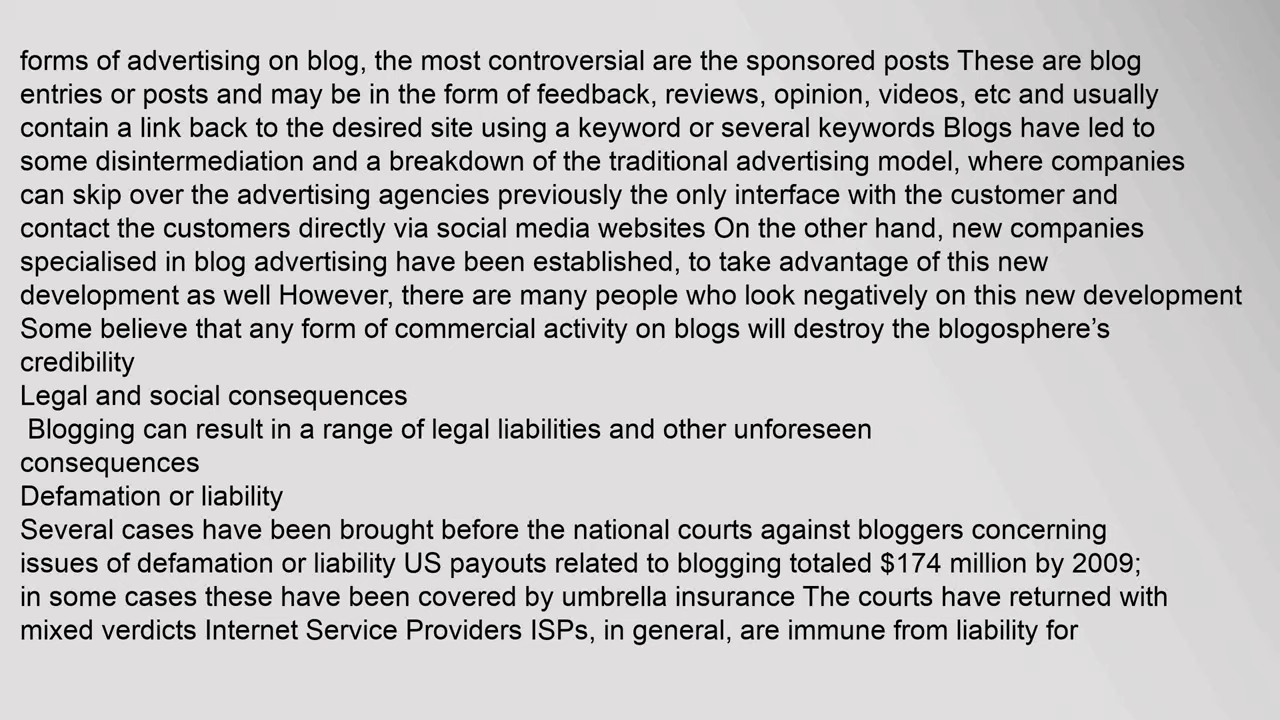 forms of advertising on blog, the most controversial are the sponsored posts These are blog
entries or posts and may be in the form of feedback, reviews, opinion, videos, etc and usually
contain a link back to the desired site using a keyword or several keywords Blogs have led to
some disintermediation and a breakdown of the traditional advertising model, where companies
can skip over the advertising agencies previously the only interface with the customer and
contact the customers directly via social media websites On the other hand, new companies
specialised in blog advertising have been established, to take advantage of this new
development as well However, there are many people who look negatively on this new development
Some believe that any form of commercial activity on blogs will destroy the blogosphere’s
credibility
Legal and social consequences
Blogging can result in a range of legal liabilities and other unforeseen
consequences
Defamation or liability
Several cases have been brought before the national courts against bloggers concerning
issues of defamation or liability US payouts related to blogging totaled $174 million by 2009;
in some cases these have been covered by umbrella insurance The courts have returned with
mixed verdicts Internet Service Providers ISPs, in general, are immune from liability for